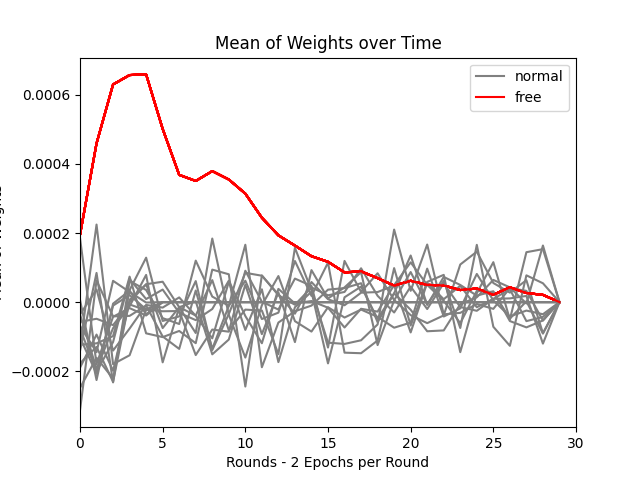 Mean of Weights over Time
normal
free
0.0006
0.0004
0.0002
0.0000
−0.0002
0 5 10 15 20 25 30
Rounds - 2 Epochs per Round